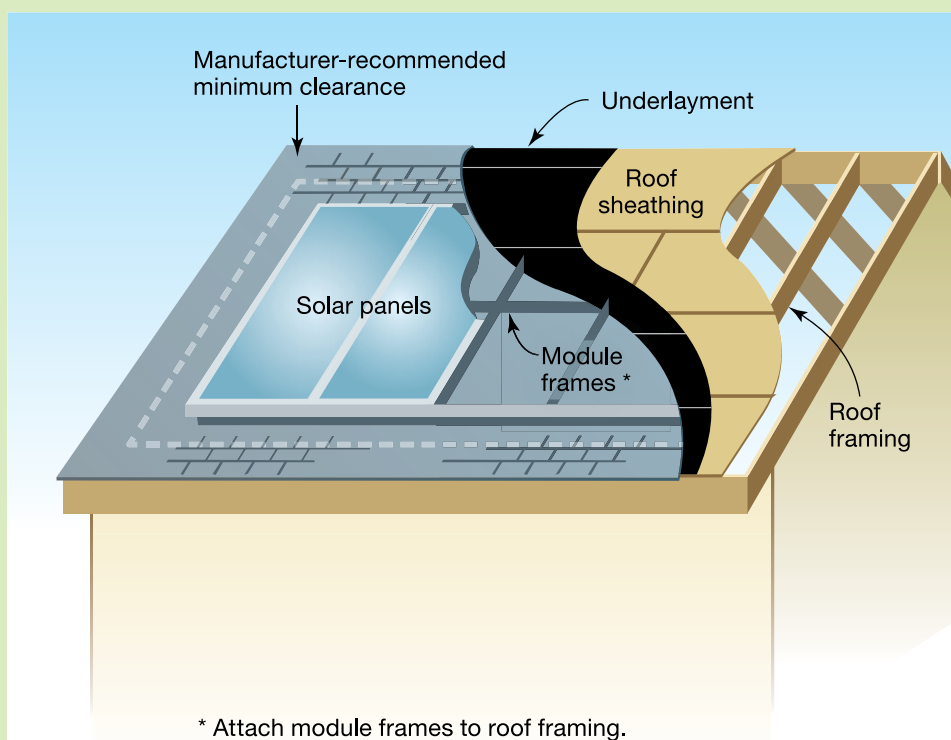 Manufacturer-recommended
minimum clearance
Underlayment
Roof
sheathing
Solar panels
Module
frames *
Roof
framing
* Attach module frames to roof framing.